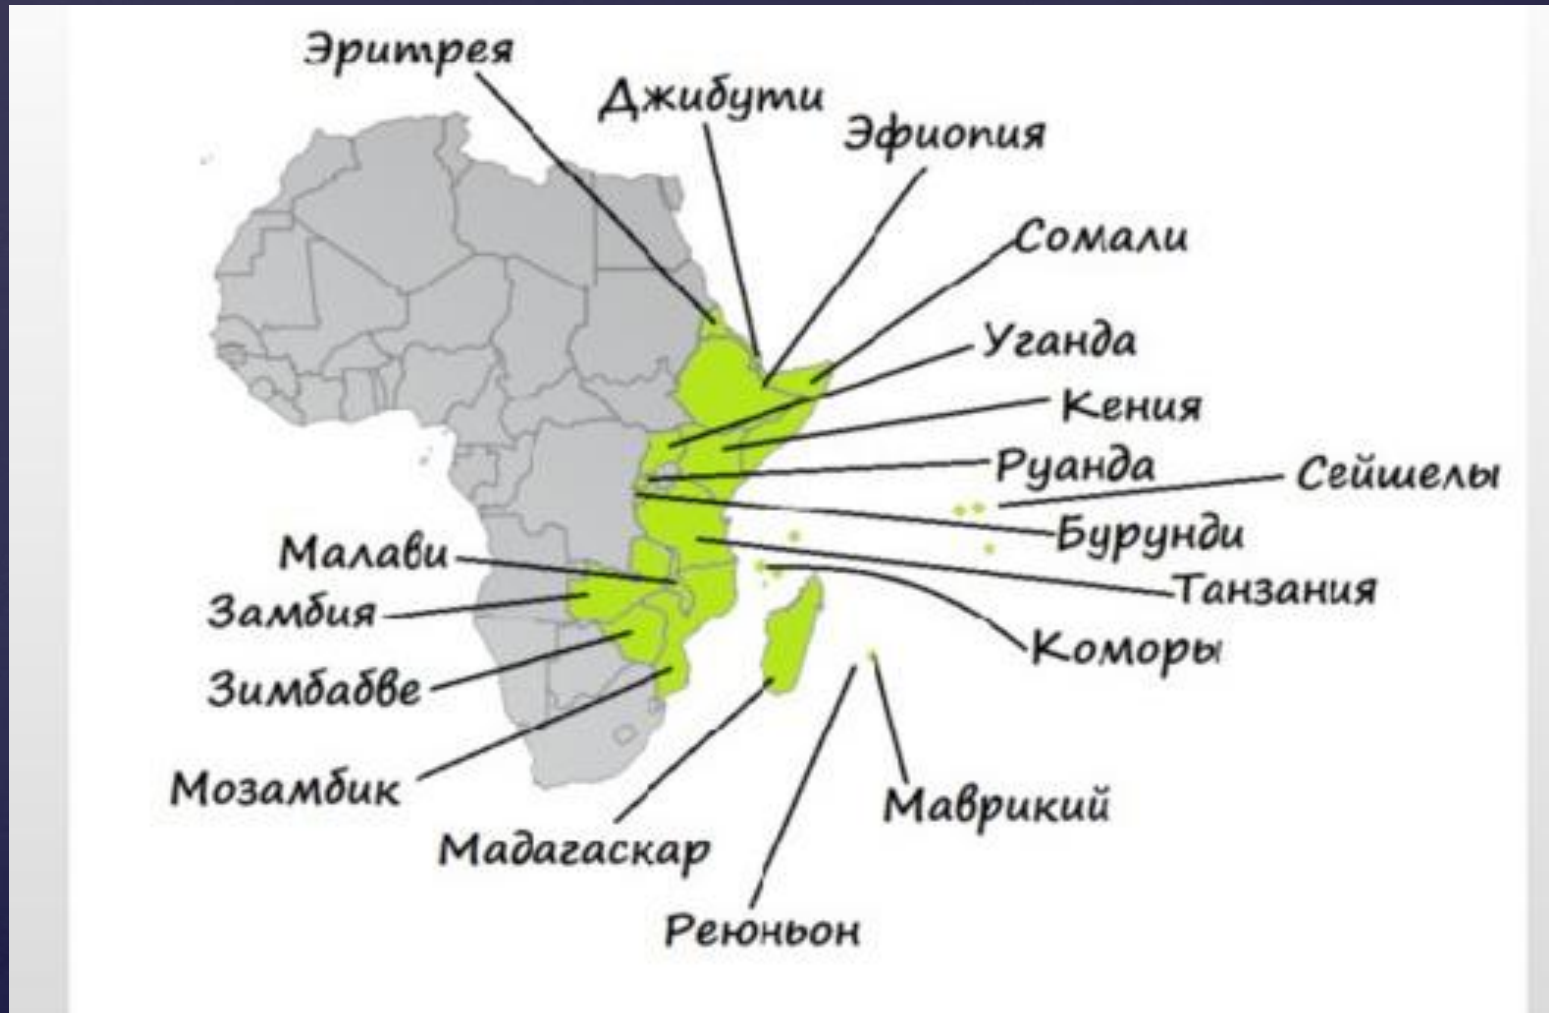 Эритрея
Джибути
Эфиопия
Сомали
Уганда
Кения
Руанда
Сейшелы
Бурунди
Малави
Танзания
Замбия
Коморы
Зимбабве
Мозамбик
Маврикий
Мадагаскар
Реюньон